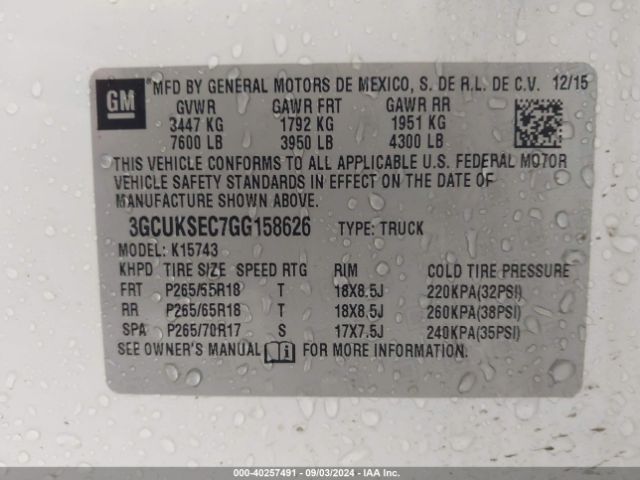 GM
MFD BY GENERAL MOTORS DE MEXICO, S. DE R.L. DE C.V. 12/15
GVWR GAWR FRT GAWR RR
3447 KG 1792 KG 1951 KG
7600 LB 3950 LB 4300 LB
THIS VEHICLE CONFORMS TO ALL APPLICABLE U.S. FEDERAL MOTOR
VEHICLE SAFETY STANDARDS IN EFFECT ON THE DATE OF
MANUFACTURE SHOWN ABOVE.
3GCUKSEC7GG158626 TYPE: TRUCK
MODEL: K15743
KHPD TIRE SIZE SPEED RTG RIM COLD TIRE PRESSURE
FRT P265/65R18 T 18X8.5J 220KPA(32PSI)
RR P265/65R18 T 18X8.5J 260KPA(38PSI)
SPA P265/70R17 S 17X7.5J 240KPA(35PSI)
SEE OWNER'S MANUAL FOR MORE INFORMATION.
000-40257491 - 09/03/2024 - IAA Inc.